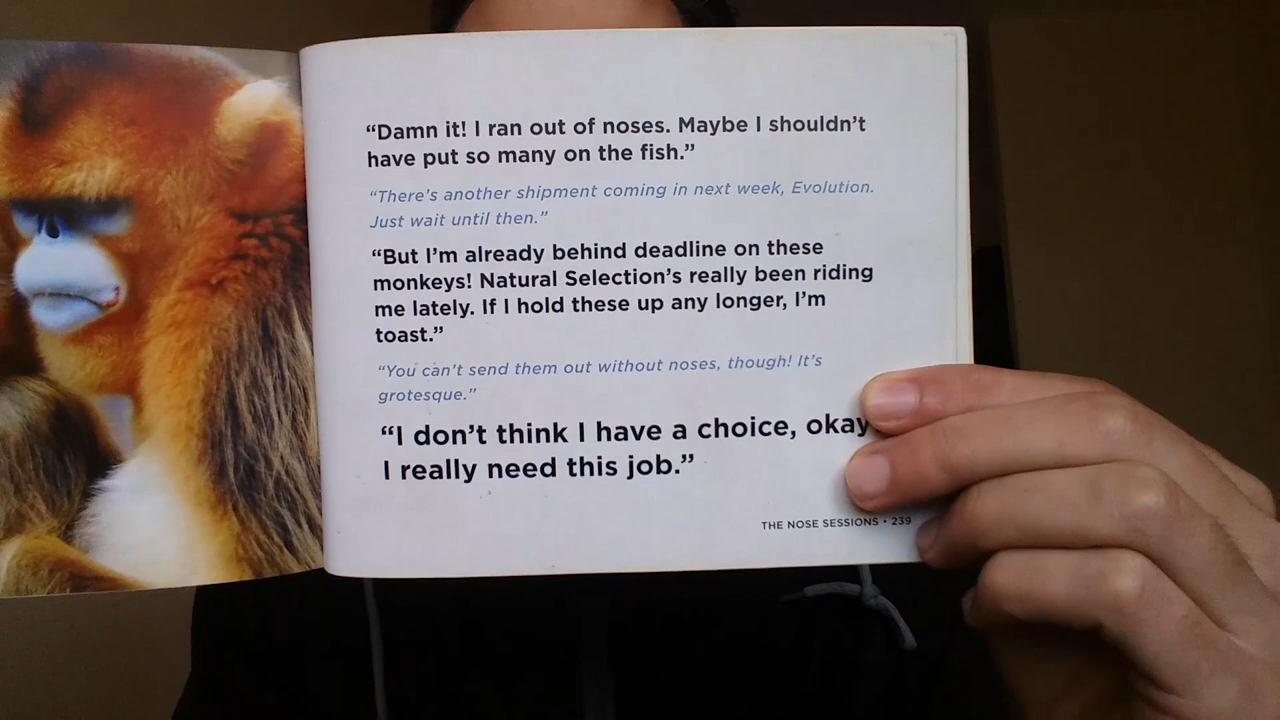 “Damn it! I ran out of noses. Maybe I shouldn’t
have put so many on the fish.”
“There’s another shipment coming in next week, Evolution.
Just wait until then.”
“But I’m already behind deadline on these
monkeys! Natural Selection’s really been riding
me lately. If I hold these up any longer, I’m
toast.”
“You can’t send them out without noses, though! It’s
grotesque.”
“I don’t think I have a choice, okay
I really need this job.”
THE NOSE SESSIONS • 239